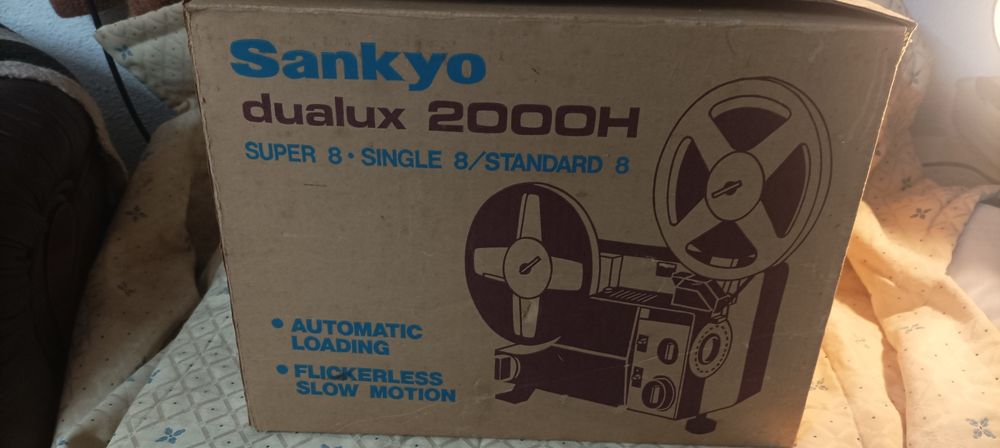 Sankyo
dualux 2000H
SUPER 8 · SINGLE 8/STANDARD 8
• AUTOMATIC
LOADING
• FLICKERLESS
SLOW MOTION